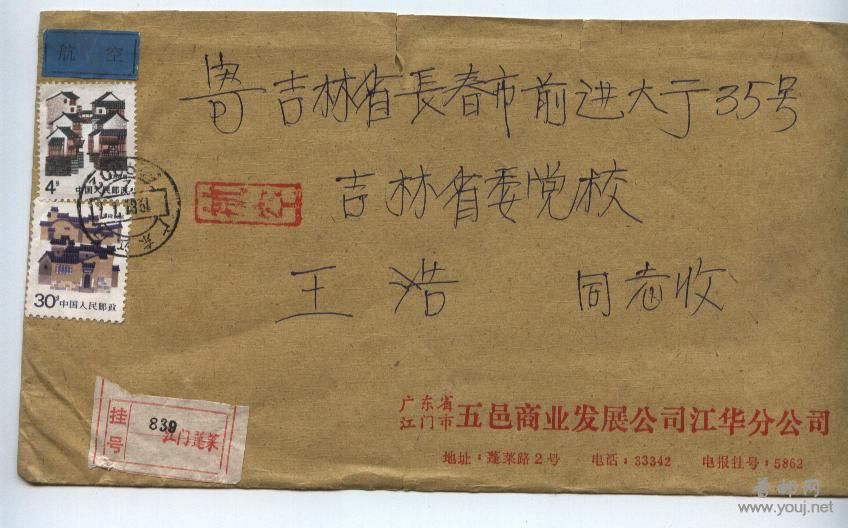 航空
寄吉林省長春市前进大于35号
吉林省委党校
王浩 同志收
航空
4分
中国人民邮政
30分
中国人民邮政
挂号
839
江门蓬莱
广东省
江门市 五邑商业发展公司江华分公司
地址:蓬莱路2号 电话:33342 电报挂号:5862
www.youj.net